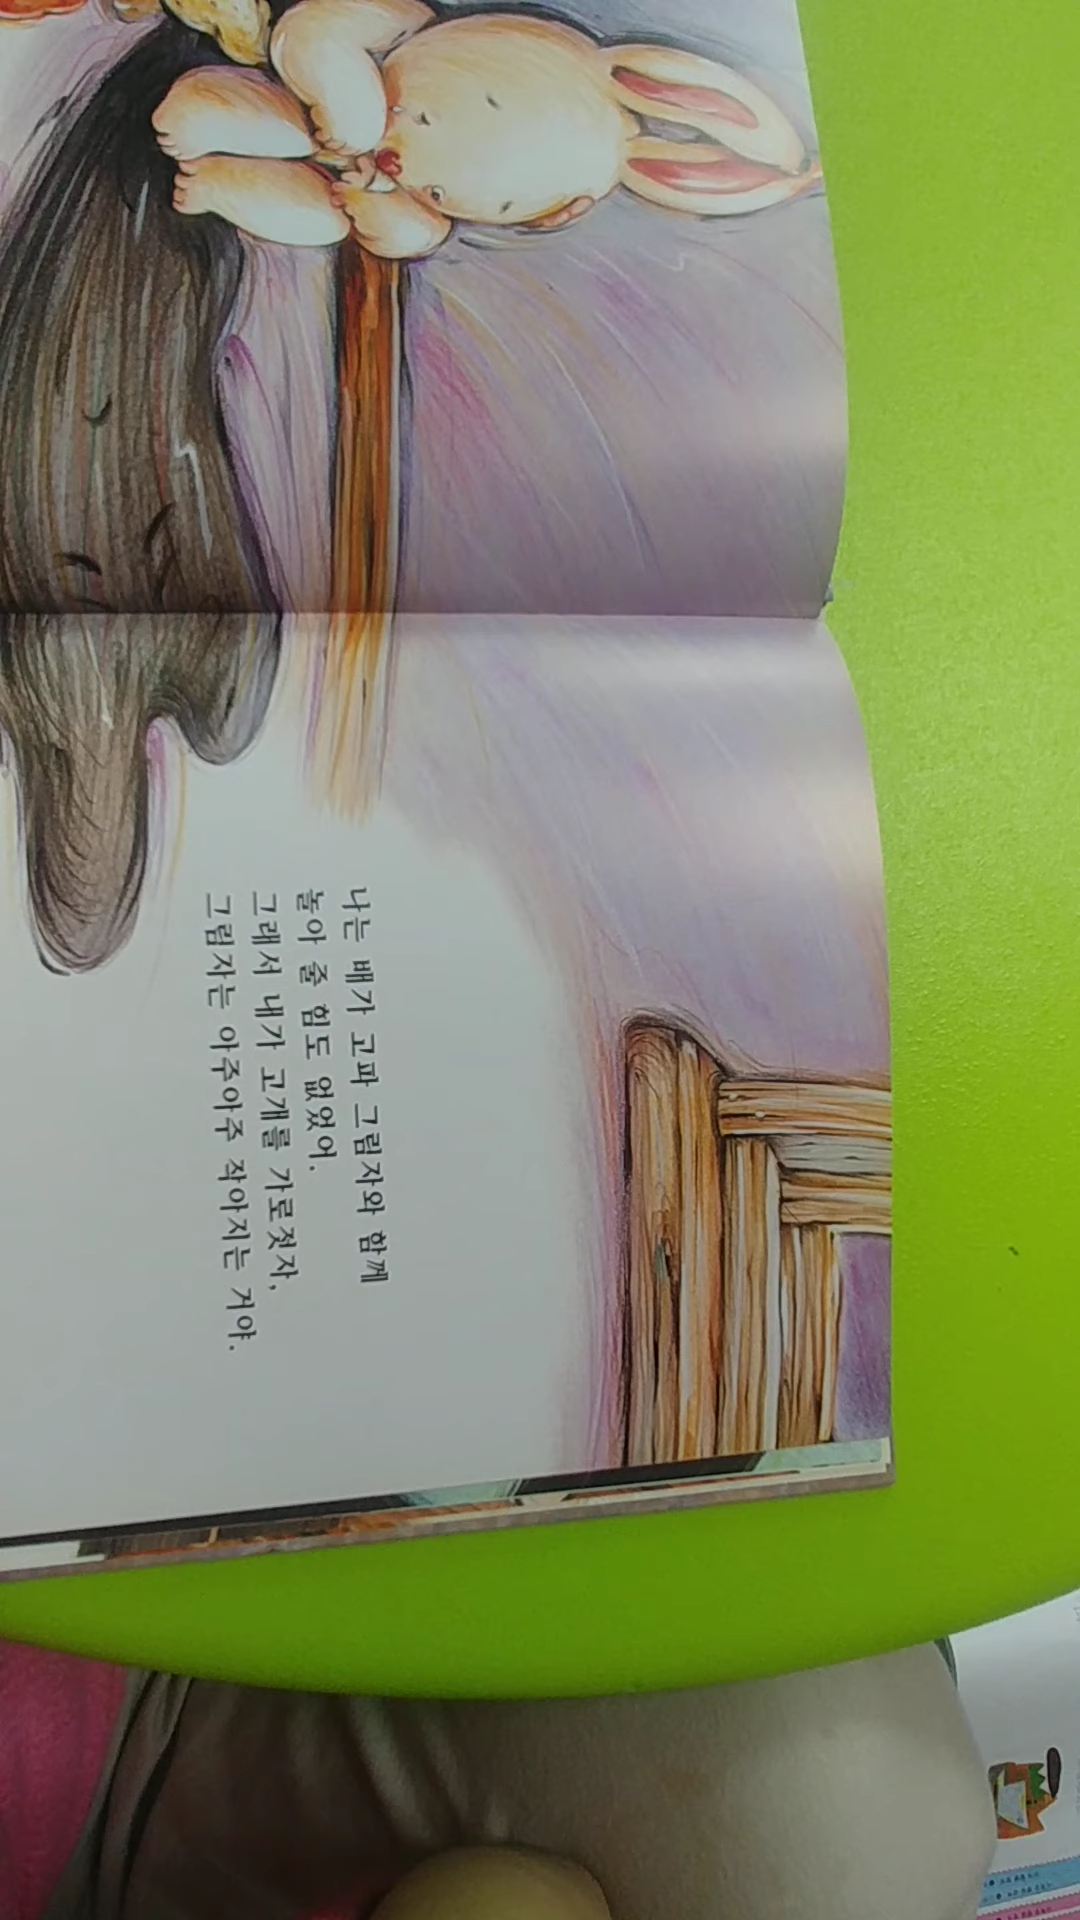 나는 배가 고파 그림자와 함께
놀아 줄 힘도 없었어.
그래서 내가 고개를 가로젓자,
그림자는 아주아주 작아지는 거야.